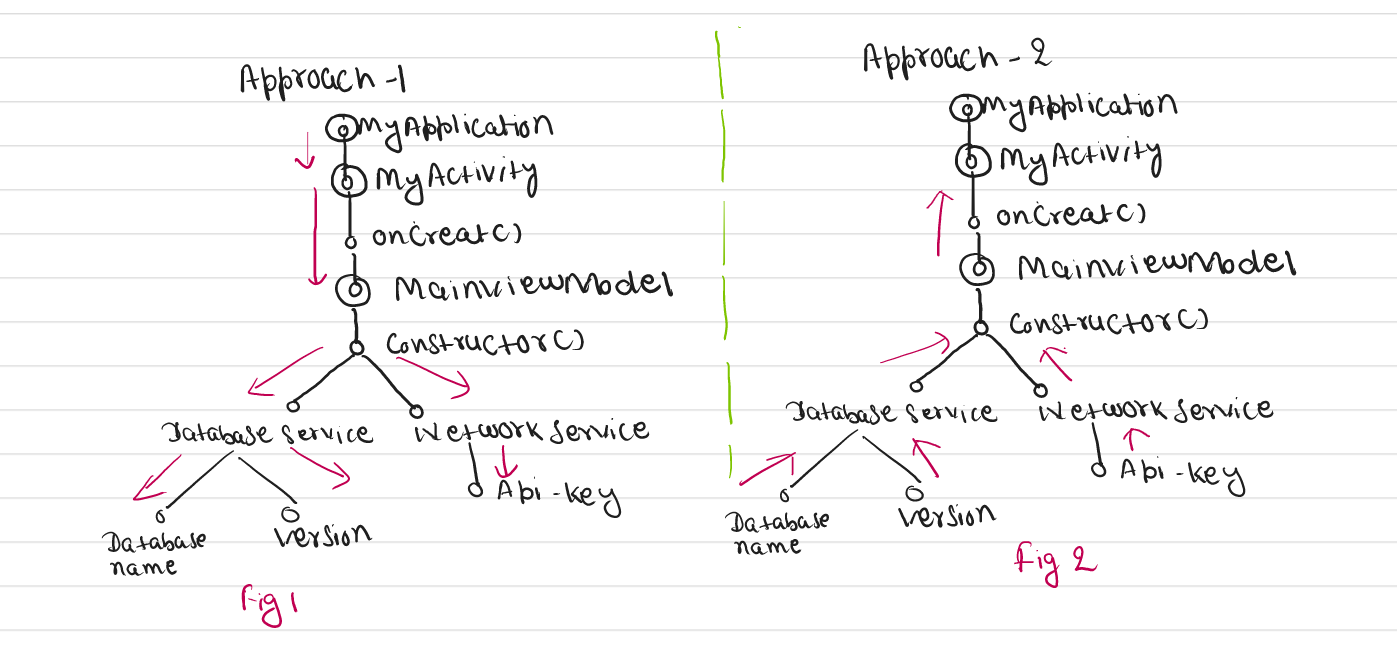 Approach -1
MyApplication
MyActivity
onCreate()
MainviewModel
Constructor()
Database Service
Network Service
Api-key
Database
name
version
Fig 1
Approach - 2
MyApplication
MyActivity
onCreate()
MainviewModel
Constructor()
Database Service
Network Service
Api-key
Database
name
version
Fig 2